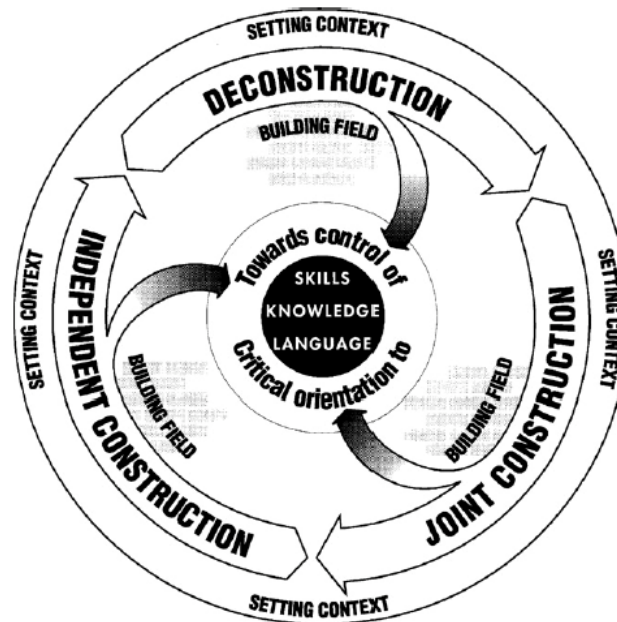 SETTING CONTEXT
DECONSTRUCTION
BUILDING FIELD
Towards control of
SKILLS
KNOWLEDGE
LANGUAGE
Critical orientation to
SETTING CONTEXT
INDEPENDENT CONSTRUCTION
BUILDING FIELD
SETTING CONTEXT
JOINT CONSTRUCTION
BUILDING FIELD
SETTING CONTEXT